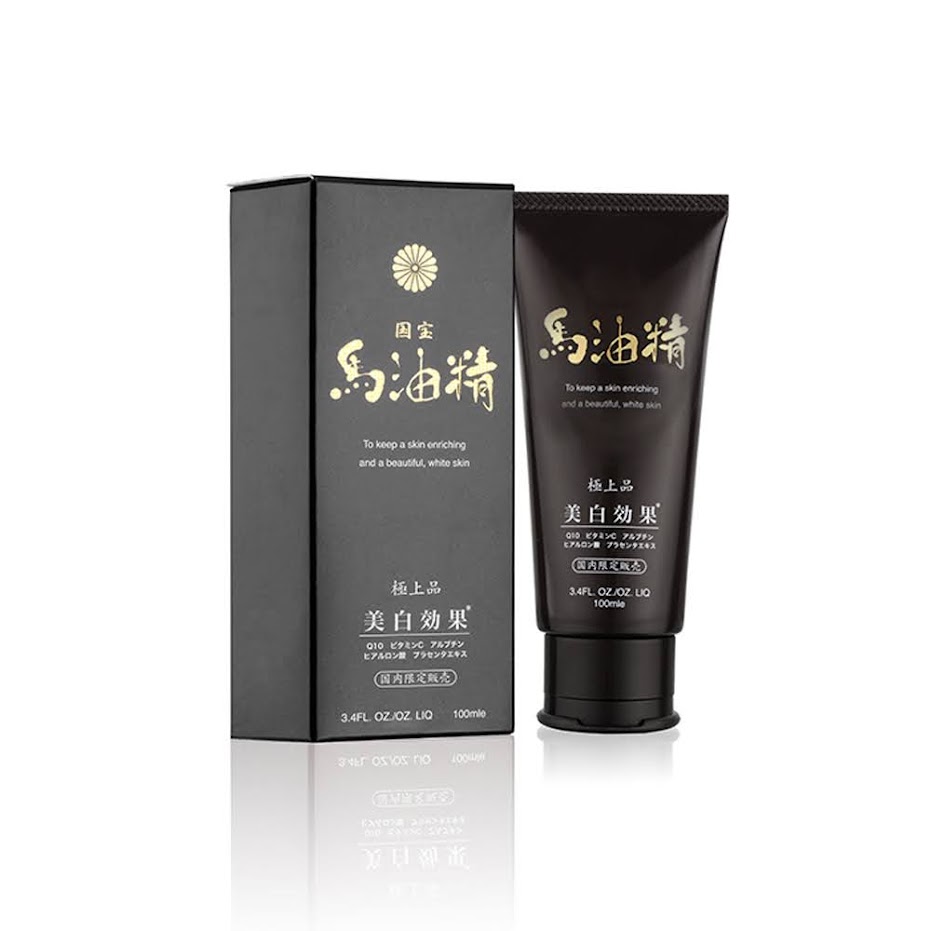 国宝
馬油精
To keep a skin enriching
and a beautiful, white skin
極上品
美白効果*
Q10 ビタミンC アルブチン
ヒアルロン酸 プラセンタエキス
国内限定販売
3.4FL. OZ./OZ. LIQ 100mle
馬油精
To keep a skin enriching
and a beautiful, white skin
極上品
美白効果*
Q10 ビタミンC アルブチン
ヒアルロン酸 プラセンタエキス
国内限定販売
3.4FL. OZ./OZ. LIQ
100mle